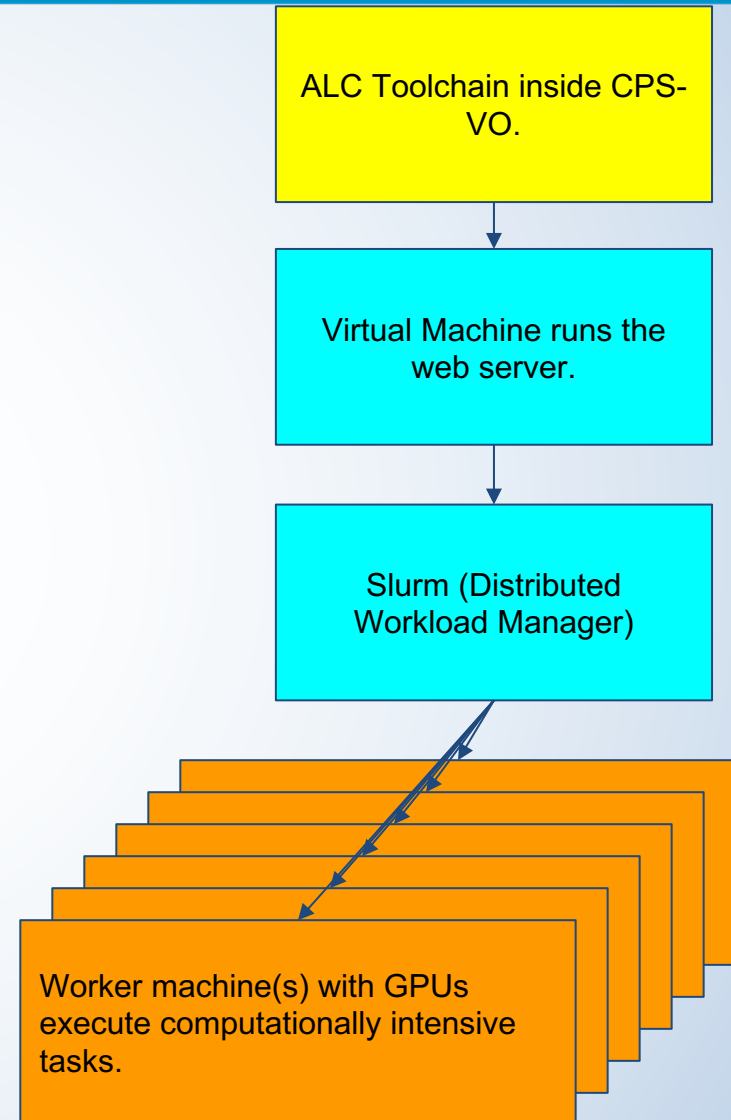 ALC Toolchain inside CPS-
VO.
Virtual Machine runs the
web server.
Slurm (Distributed
Workload Manager)
Worker machine(s) with GPUs
execute computationally intensive
tasks.